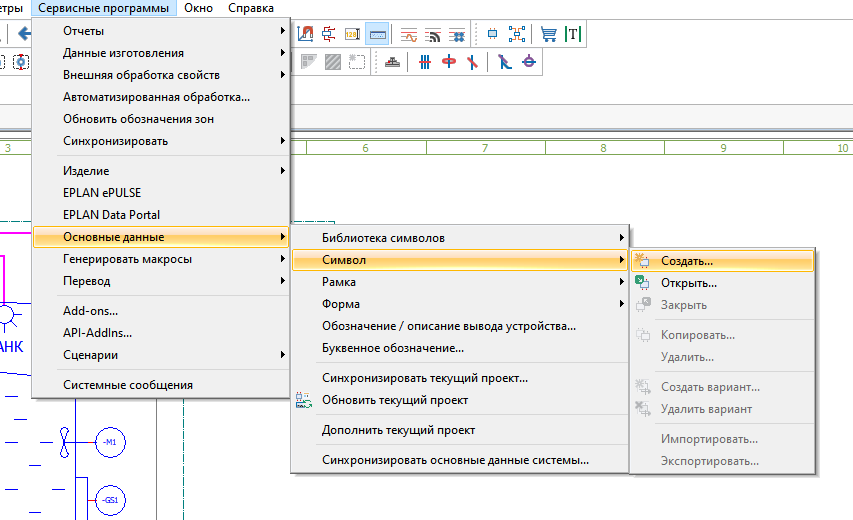 етры Сервисные программы Окно Справка
Отчеты
Данные изготовления
Внешняя обработка свойств
Автоматизированная обработка...
Обновить обозначения зон
Синхронизировать
3 6 7 8 9 10
Изделие
EPLAN ePULSE
EPLAN Data Portal
Основные данные
Генерировать макросы
Перевод
Add-ons...
API-AddIns...
Сценарии
Системные сообщения
Библиотека символов
Символ
Рамка
Форма
Обозначение / описание вывода устройства...
Буквенное обозначение...
Синхронизировать текущий проект...
Обновить текущий проект
Дополнить текущий проект
Синхронизировать основные данные системы...
Создать...
Открыть...
Закрыть
Копировать...
Удалить...
Создать вариант...
Удалить вариант
Импортировать...
Экспортировать...
АНК
-M1
-GS1